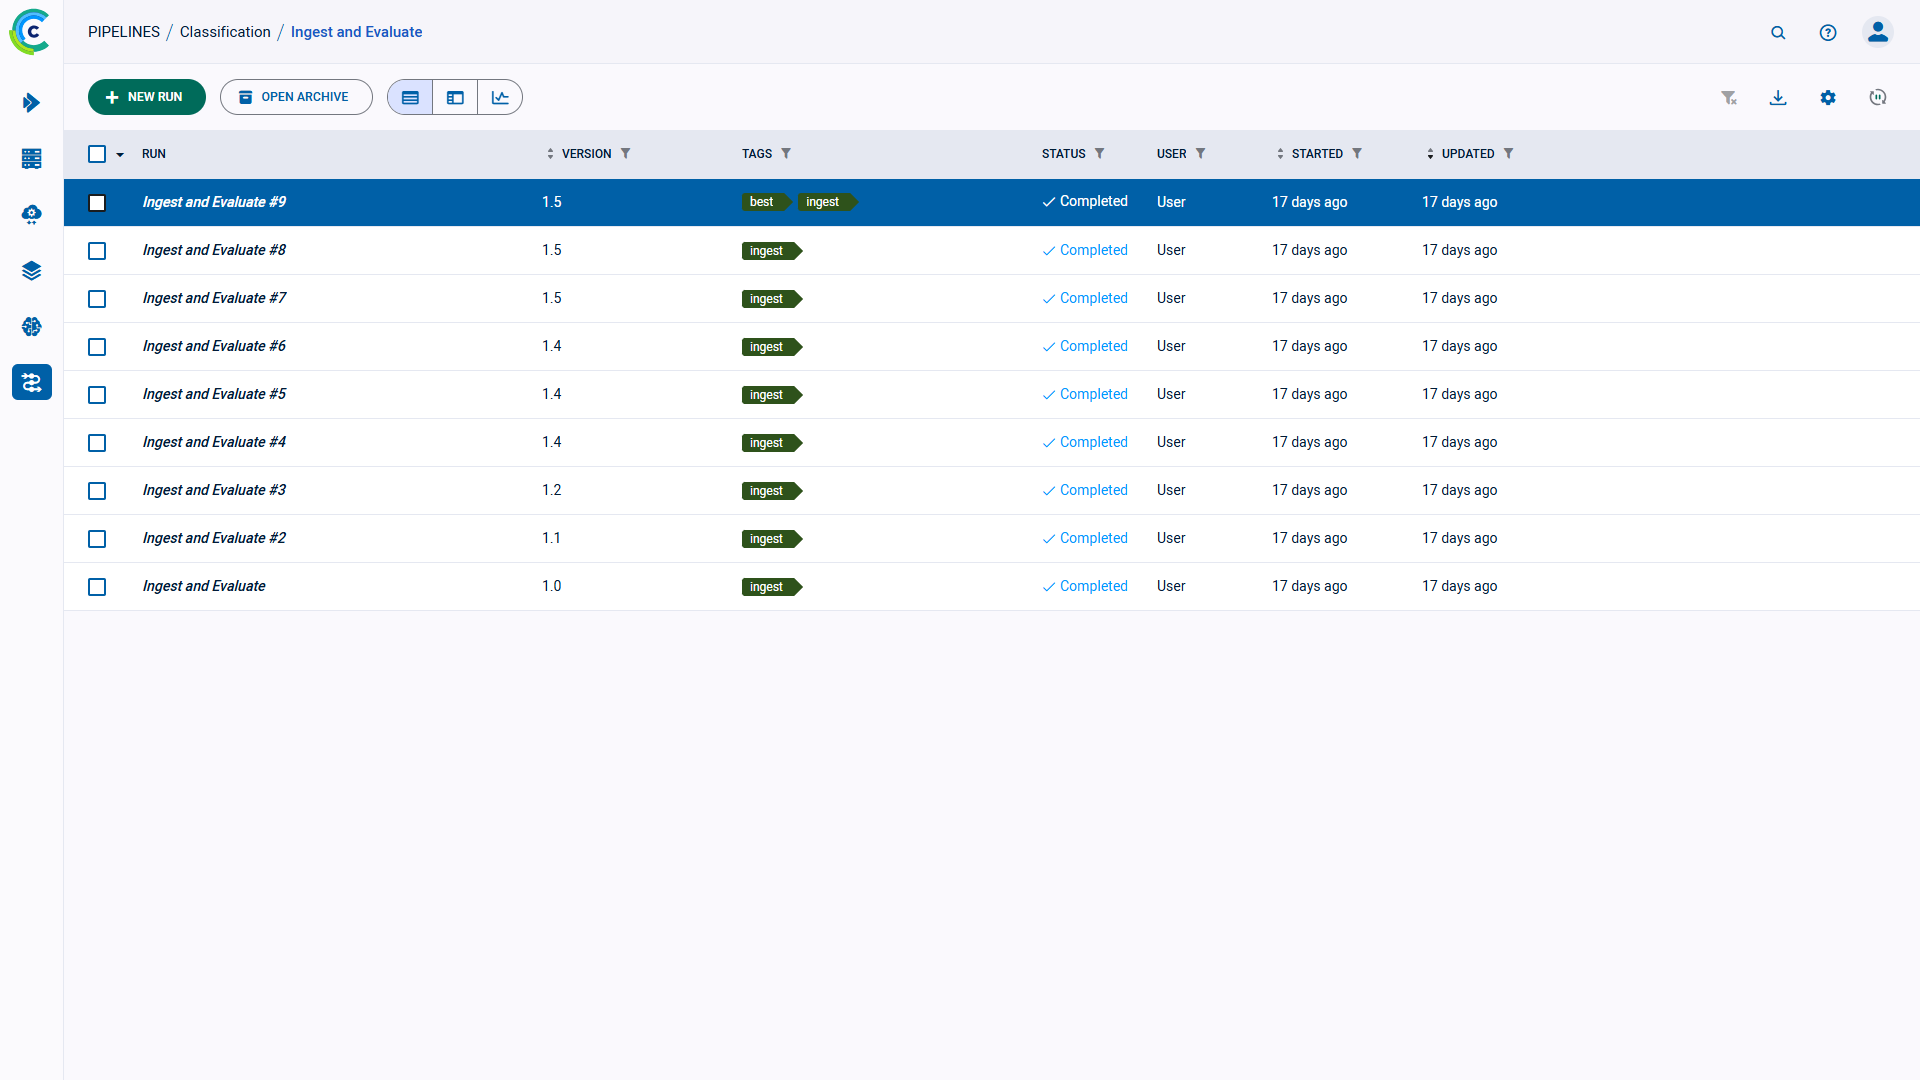 PIPELINES / Classification / Ingest and Evaluate
NEW RUN OPEN ARCHIVE
RUN VERSION TAGS STATUS USER STARTED UPDATED
Ingest and Evaluate #9 1.5 best ingest Completed User 17 days ago 17 days ago
Ingest and Evaluate #8 1.5 ingest Completed User 17 days ago 17 days ago
Ingest and Evaluate #7 1.5 ingest Completed User 17 days ago 17 days ago
Ingest and Evaluate #6 1.4 ingest Completed User 17 days ago 17 days ago
Ingest and Evaluate #5 1.4 ingest Completed User 17 days ago 17 days ago
Ingest and Evaluate #4 1.4 ingest Completed User 17 days ago 17 days ago
Ingest and Evaluate #3 1.2 ingest Completed User 17 days ago 17 days ago
Ingest and Evaluate #2 1.1 ingest Completed User 17 days ago 17 days ago
Ingest and Evaluate 1.0 ingest Completed User 17 days ago 17 days ago